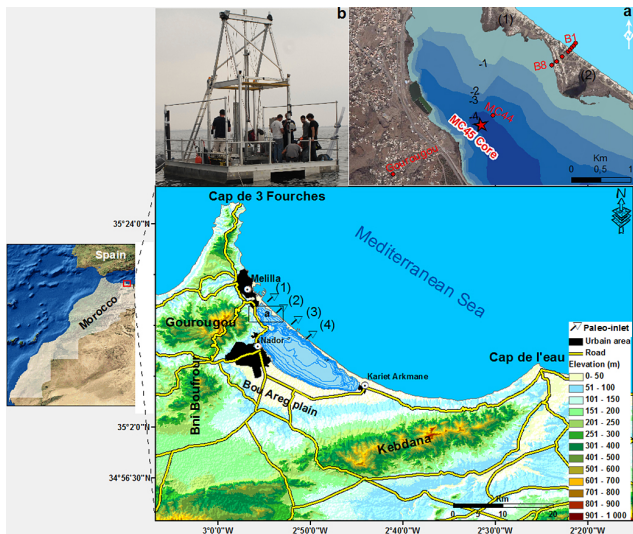 b
a
(1)
B1
B8
(2)
-1
-2
-3
-4
MC44
MC45 Core
Gourougou
Km
0 0,5 1
Cap de 3 Fourches
35°24'0"N
N
Mediterranean Sea
Spain
Morocco
Melilla
(1)
(2)
(3)
(4)
a
Gourougou
Nador
Bni Boufrour
Bou Areg plain
Kariet Arkmane
Cap de l'eau
Kebdana
35°2'0"N
34°56'30"N
Paleo-inlet
Urbain area
Road
Elevation (m)
0- 50
51 - 100
101 - 150
151 - 200
201 - 250
251 - 300
301 - 400
401 - 500
501 - 600
601 - 700
701 - 800
801 - 900
901 - 1 000
Km
0 5 10 20
3°0'0"W
2°50'0"W
2°40'0"W
2°30'0"W